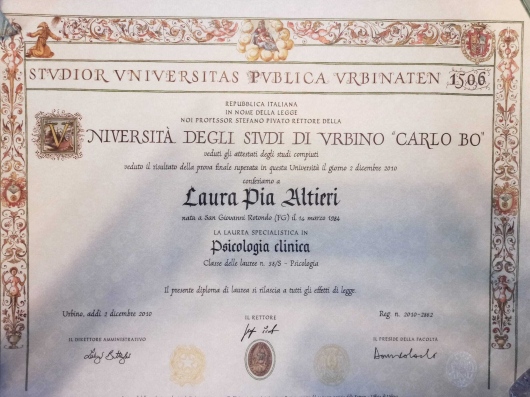 STVDIOR VNIVERSITAS PVBLICA VRBINATEN 1506
REPUBBLICA ITALIANA
IN NOME DELLA LEGGE
NOI PROFESSOR STEFANO PIVATO RETTORE DELLA
VNIVERSITÀ DEGLI STVDI DI VRBINO "CARLO BO"
veduti gli attestati degli studi compiuti
veduto il risultato della prova finale superata in questa Università il giorno 2 dicembre 2010
conferiamo a
Laura Pia Altieri
nata a San Giovanni Rotondo (FG) il 14 marzo 1984
LA LAUREA SPECIALISTICA IN
Psicologia clinica
Classe delle lauree n. 58/S - Psicologia
Il presente diploma di laurea si rilascia a tutti gli effetti di legge.
Urbino, addì 2 dicembre 2010
Reg. n. 2010-2862
IL DIRETTORE AMMINISTRATIVO
IL RETTORE
IL PRESIDE DELLA FACOLTÀ